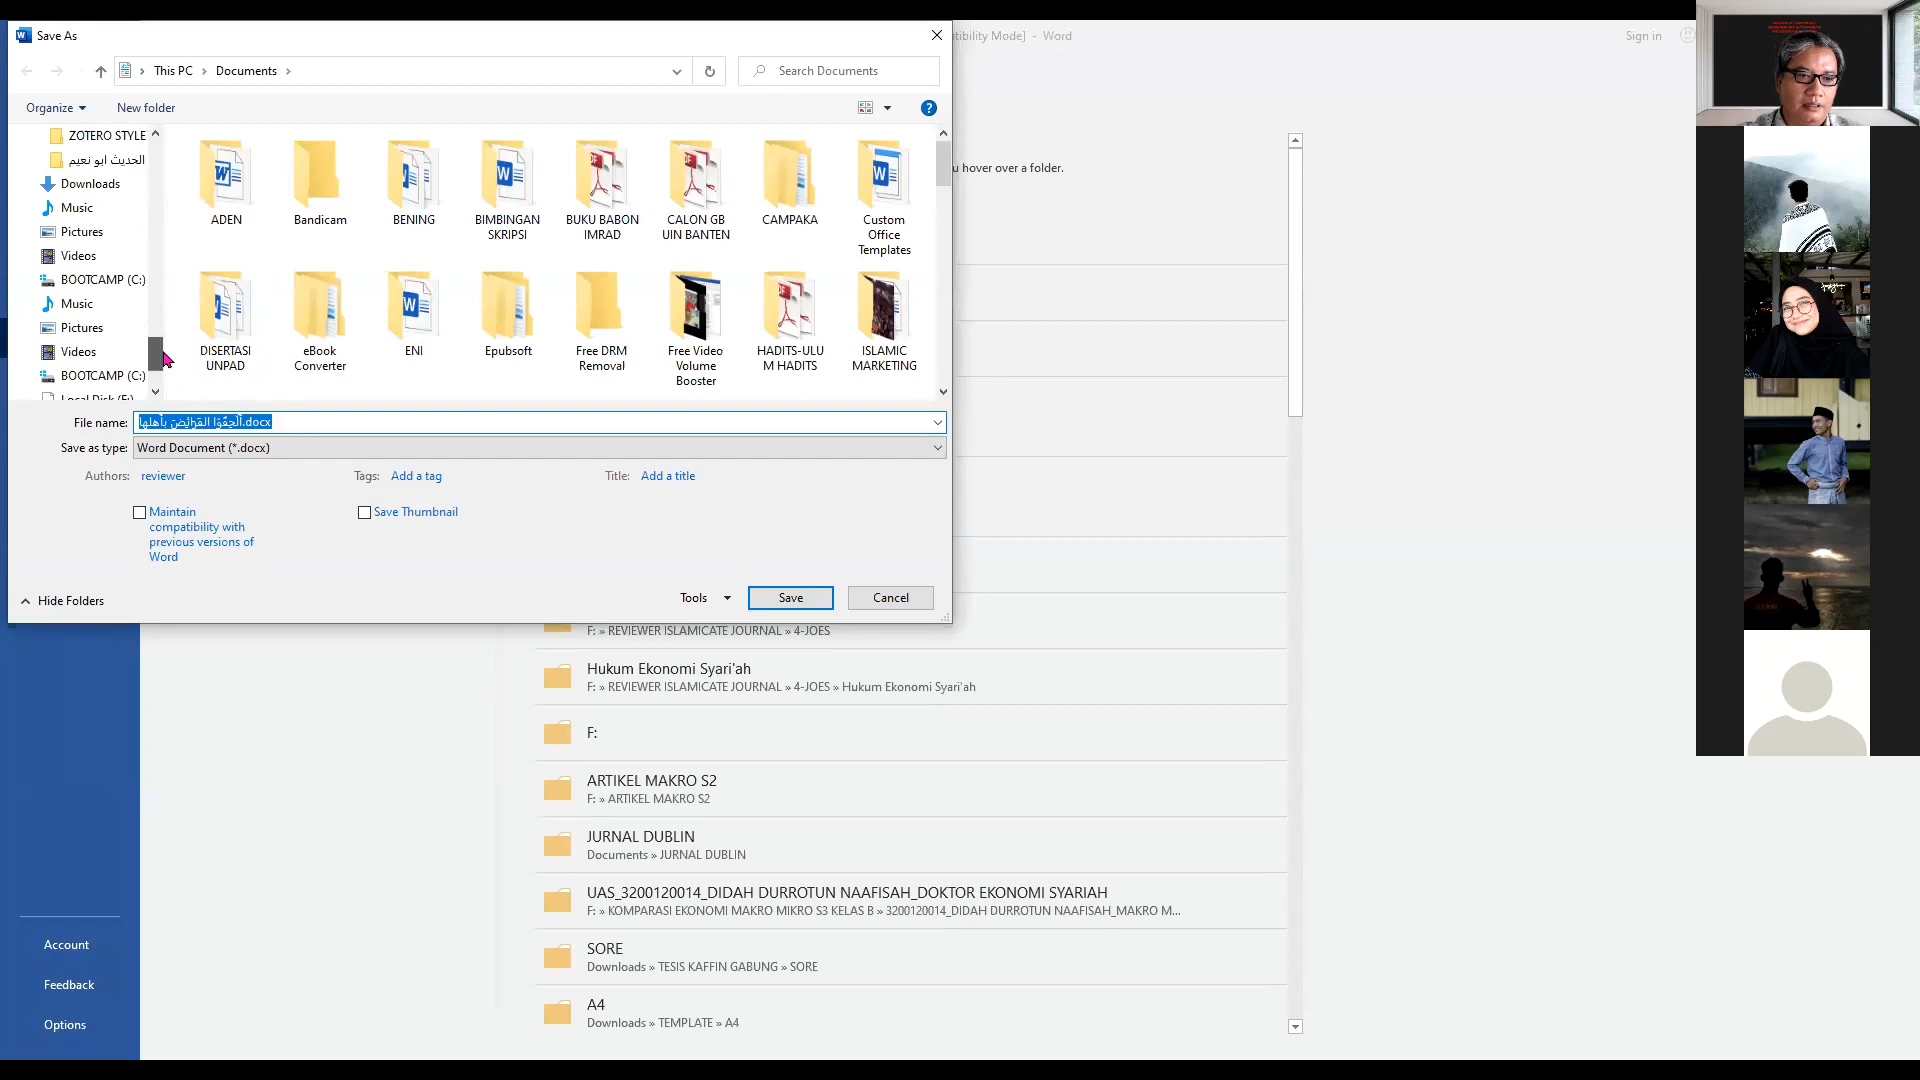 Save As
tibility Mode] - Word
Sign in
This PC
Documents
Search Documents
Organize
New folder
ZOTERO STYLE
الحديث ابو نعيم
Downloads
Music
Pictures
Videos
BOOTCAMP (C:)
Music
Pictures
Videos
BOOTCAMP (C:)
ADEN
Bandicam
BENING
BIMBINGAN
SKRIPSI
BUKU BABON
IMRAD
CALON GB
UIN BANTEN
CAMPAKA
Custom
Office
Templates
DISERTASI
UNPAD
eBook
Converter
ENI
Epubsoft
Free DRM
Removal
Free Video
Volume
Booster
HADITS-ULU
M HADITS
ISLAMIC
MARKETING
u hover over a folder.
File name:
.docx
Save as type:
Word Document (*.docx)
Authors:
reviewer
Tags:
Add a tag
Title:
Add a title
Maintain
compatibility with
previous versions of
Word
Save Thumbnail
Hide Folders
Tools
Save
Cancel
F: » REVIEWER ISLAMICATE JOURNAL » 4-JOES
Hukum Ekonomi Syari'ah
F: » REVIEWER ISLAMICATE JOURNAL » 4-JOES » Hukum Ekonomi Syari'ah
F:
ARTIKEL MAKRO S2
F: » ARTIKEL MAKRO S2
JURNAL DUBLIN
Documents » JURNAL DUBLIN
UAS_3200120014_DIDAH DURROTUN NAAFISAH_DOKTOR EKONOMI SYARIAH
F: » KOMPARASI EKONOMI MAKRO MIKRO S3 KELAS B » 3200120014_DIDAH DURROTUN NAAFISAH_MAKRO M...
SORE
Downloads » TESIS KAFFIN GABUNG » SORE
A4
Downloads » TEMPLATE » A4
Account
Feedback
Options